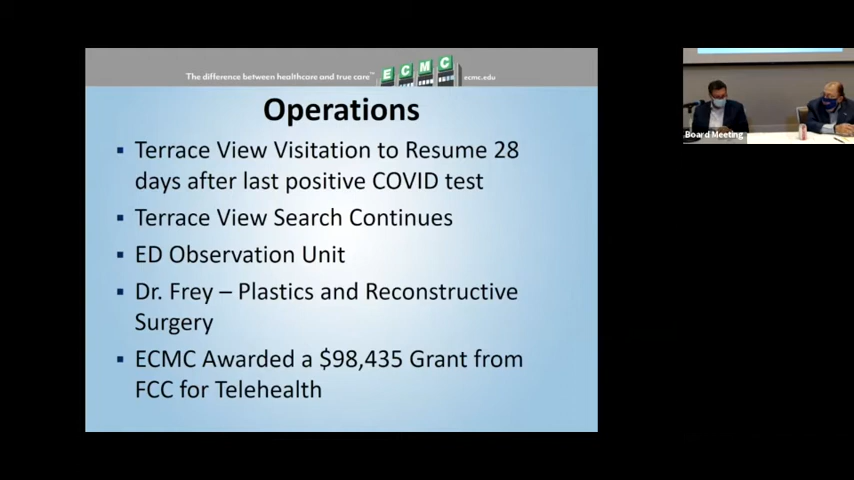 The difference between healthcare and true care™
ECMC
ecmc.edu
Operations
▪ Terrace View Visitation to Resume 28
days after last positive COVID test
▪ Terrace View Search Continues
▪ ED Observation Unit
▪ Dr. Frey – Plastics and Reconstructive
Surgery
▪ ECMC Awarded a $98,435 Grant from
FCC for Telehealth
Board Meeting